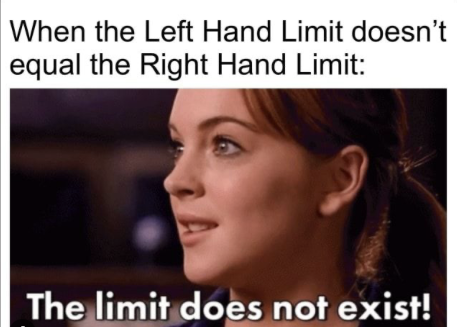 When the Left Hand Limit doesn’t
equal the Right Hand Limit:
The limit does not exist!